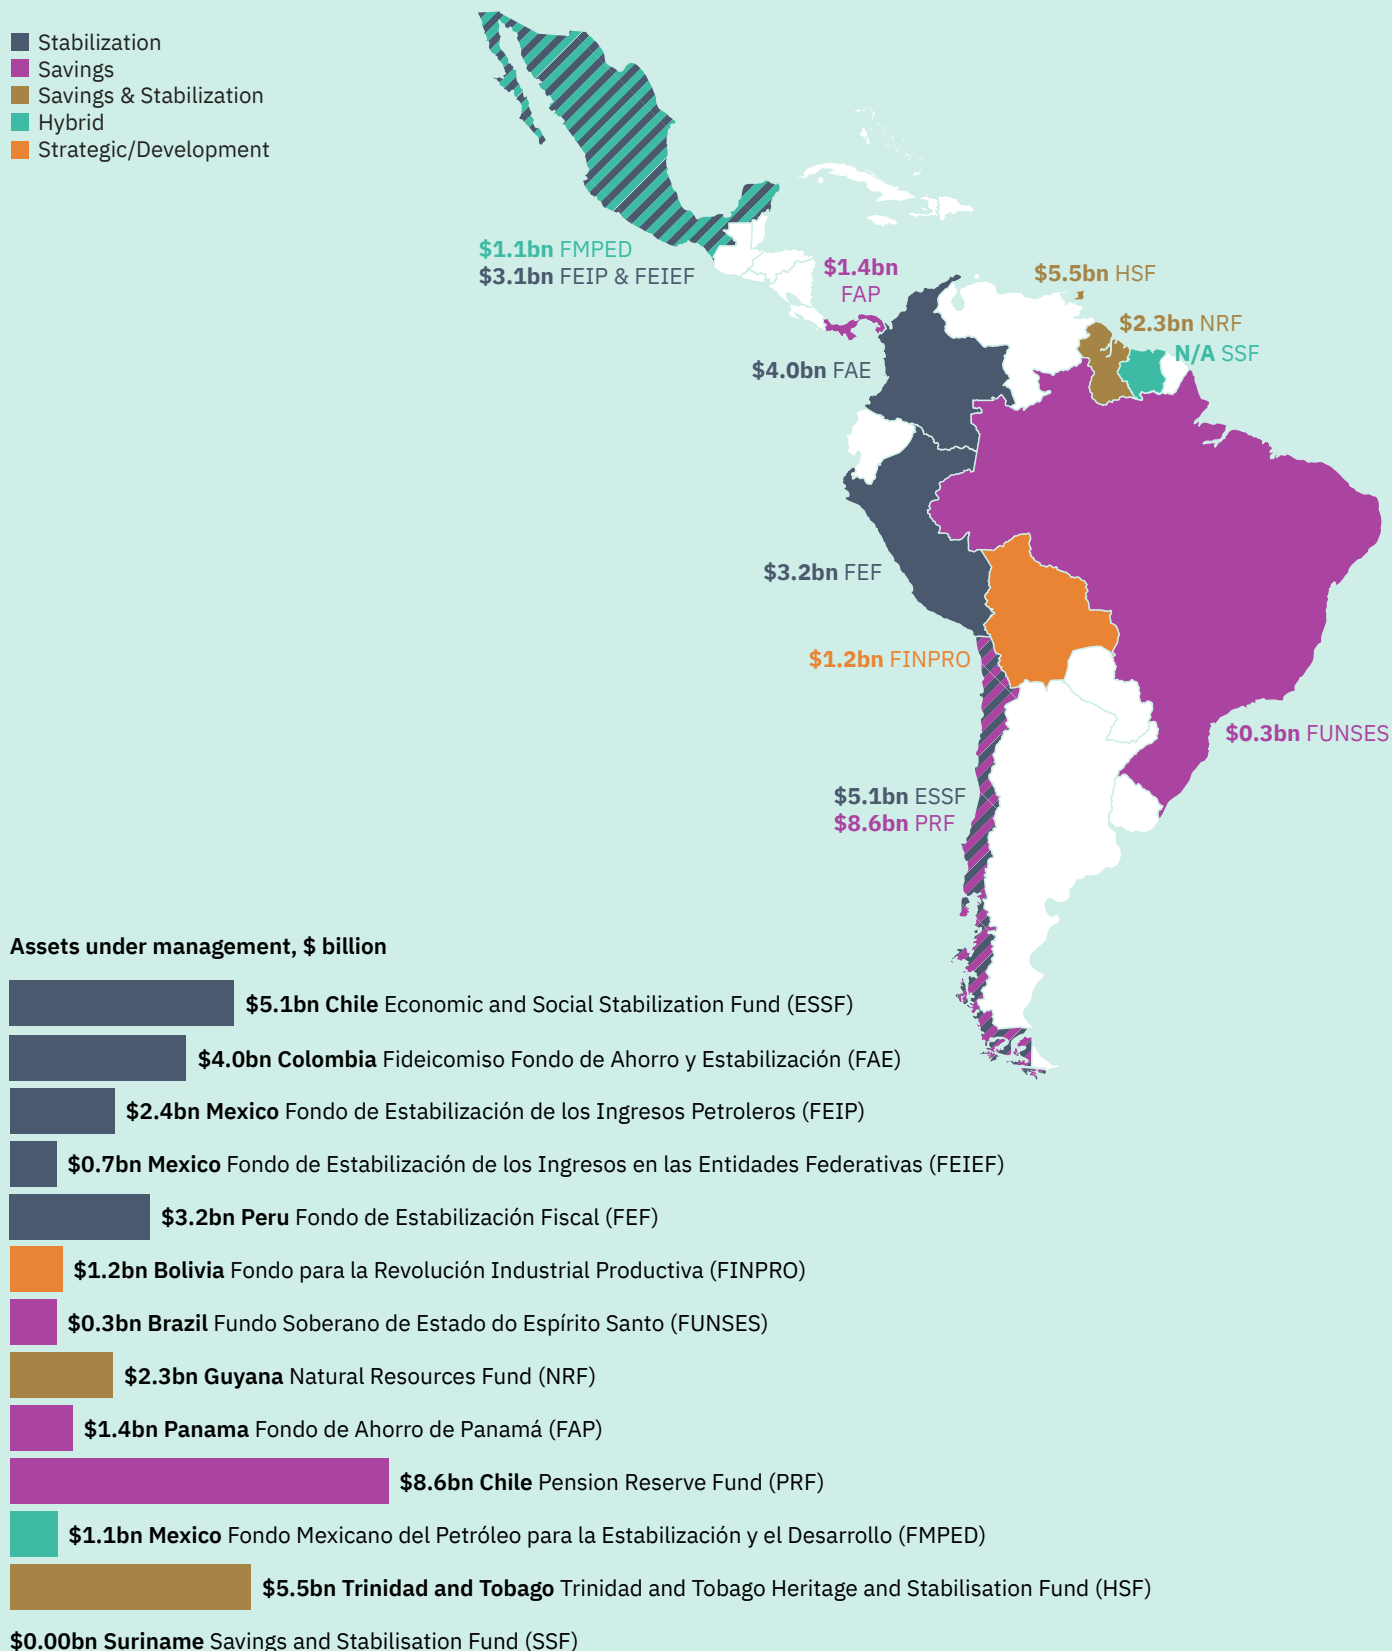 Stabilization
Savings
Savings & Stabilization
Hybrid
Strategic/Development
$1.1bn FMPED
$3.1bn FEIP & FEIEF
$1.4bn
FAP
$5.5bn HSF
$2.3bn NRF
N/A SSF
$4.0bn FAE
$3.2bn FEF
$1.2bn FINPRO
$0.3bn FUNSES
$5.1bn ESSF
$8.6bn PRF
Assets under management, $ billion
$5.1bn Chile Economic and Social Stabilization Fund (ESSF)
$4.0bn Colombia Fideicomiso Fondo de Ahorro y Estabilización (FAE)
$2.4bn Mexico Fondo de Estabilización de los Ingresos Petroleros (FEIP)
$0.7bn Mexico Fondo de Estabilización de los Ingresos en las Entidades Federativas (FEIEF)
$3.2bn Peru Fondo de Estabilización Fiscal (FEF)
$1.2bn Bolivia Fondo para la Revolución Industrial Productiva (FINPRO)
$0.3bn Brazil Fundo Soberano de Estado do Espírito Santo (FUNSES)
$2.3bn Guyana Natural Resources Fund (NRF)
$1.4bn Panama Fondo de Ahorro de Panamá (FAP)
$8.6bn Chile Pension Reserve Fund (PRF)
$1.1bn Mexico Fondo Mexicano del Petróleo para la Estabilización y el Desarrollo (FMPED)
$5.5bn Trinidad and Tobago Trinidad and Tobago Heritage and Stabilisation Fund (HSF)
$0.00bn Suriname Savings and Stabilisation Fund (SSF)